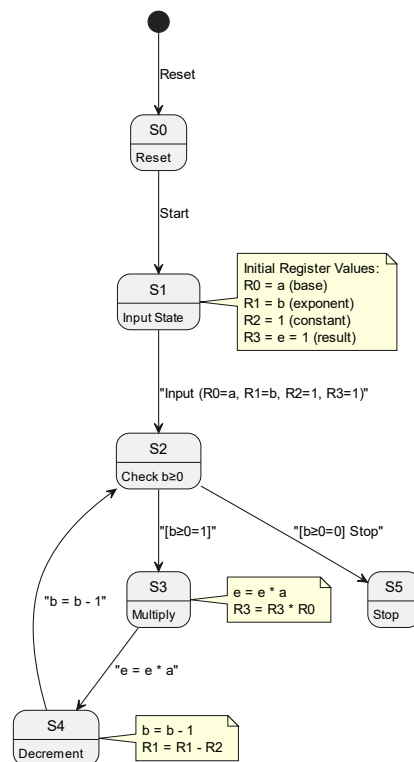 Reset
S0
Reset
Start
S1
Input State
Initial Register Values:
R0 = a (base)
R1 = b (exponent)
R2 = 1 (constant)
R3 = e = 1 (result)
"Input (R0=a, R1=b, R2=1, R3=1)"
S2
Check b≥0
"[b≥0=1]"
"[b≥0=0] Stop"
"b = b - 1"
S3
Multiply
e = e * a
R3 = R3 * R0
S5
Stop
"e = e * a"
S4
Decrement
b = b - 1
R1 = R1 - R2